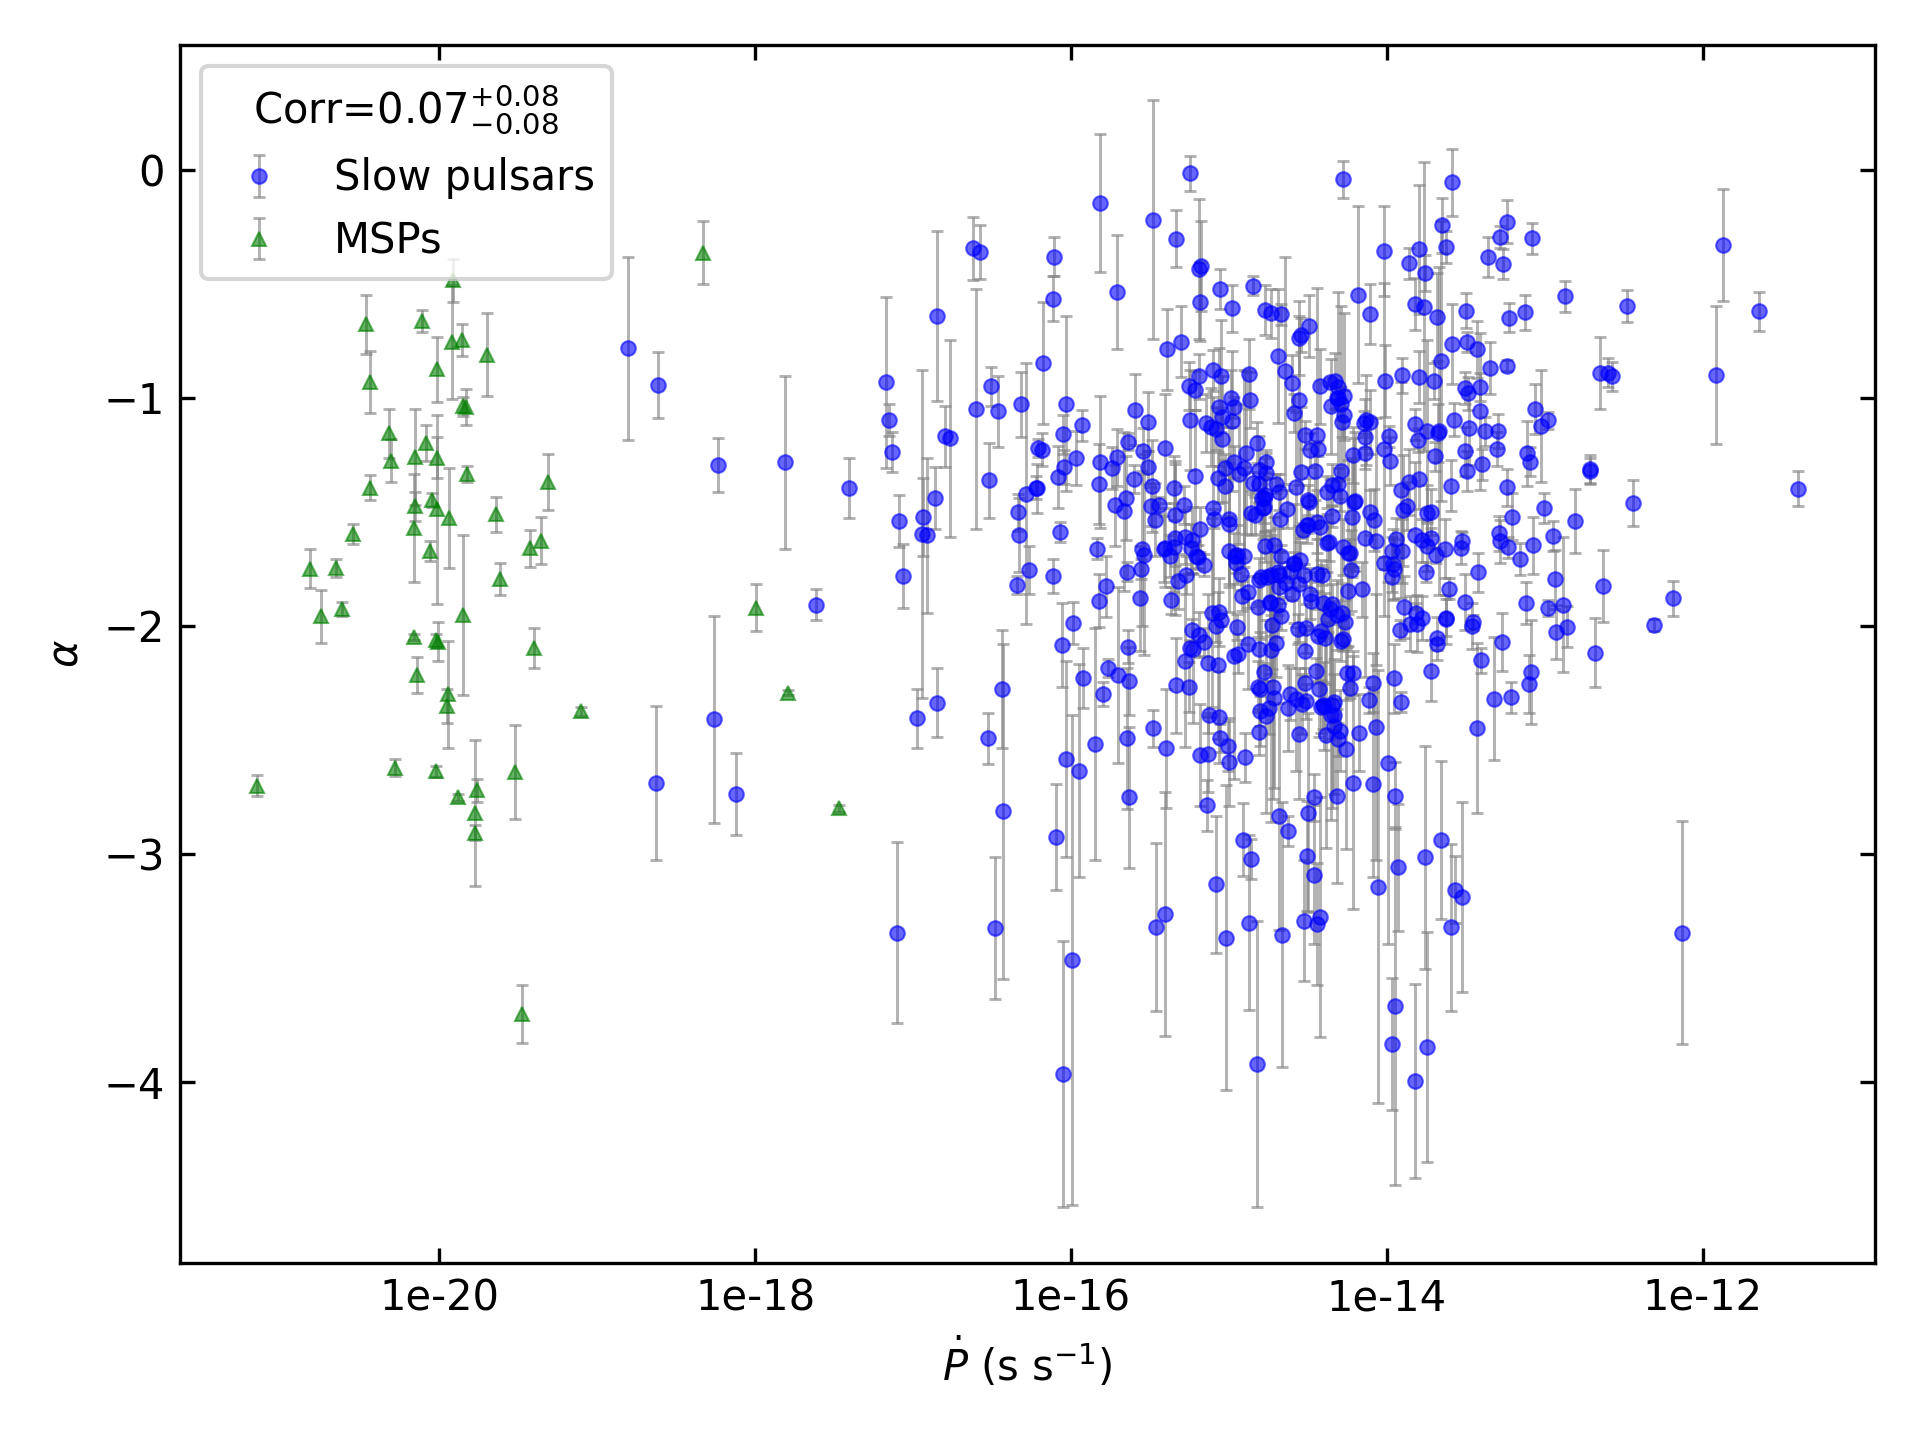 Corr=0.07$^{+0.08}_{-0.08}$
Slow pulsars
MSPs
0
−1
−2
−3
−4
α
1e-20 1e-18 1e-16 1e-14 1e-12
Ṗ (s s⁻¹)